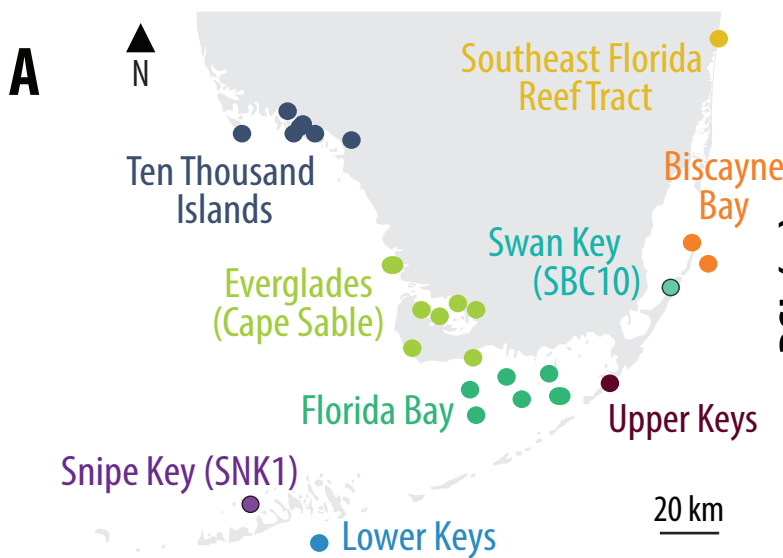 A
N
Southeast Florida
Reef Tract
Ten Thousand
Islands
Biscayne
Bay
Swan Key
(SBC10)
Everglades
(Cape Sable)
Florida Bay
Upper Keys
Snipe Key (SNK1)
20 km
Lower Keys